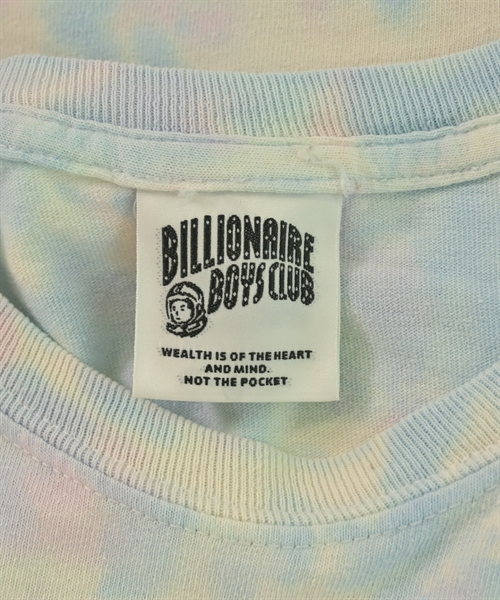 BILLIONAIRE
BOYS CLUB
WEALTH IS OF THE HEART
AND MIND.
NOT THE POCKET